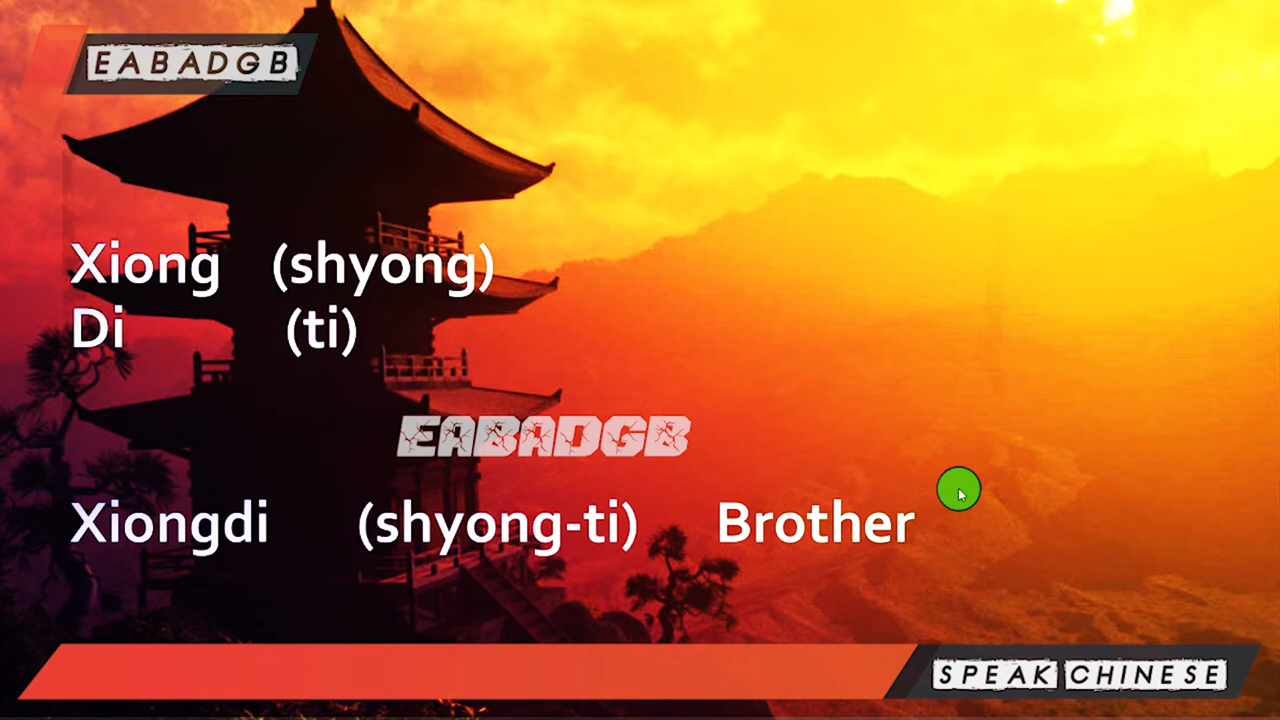 EABADGB
Xiong (shyong)
Di (ti)
EABADGB
Xiongdi (shyong-ti) Brother
SPEAK CHINESE